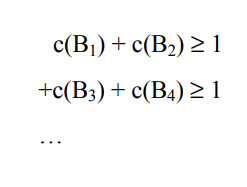 c(B₁) + c(B₂) ≥ 1
+c(B₃) + c(B₄) ≥ 1
…